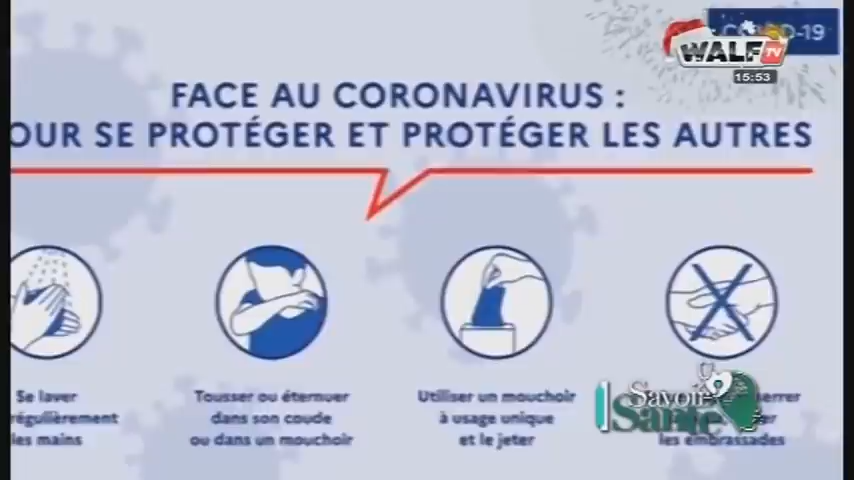 COVID-19
WALF TV
15:53
FACE AU CORONAVIRUS :
OUR SE PROTÉGER ET PROTÉGER LES AUTRES
Se laver
régulièrement
les mains
Tousser ou éternuer
dans son coude
ou dans un mouchoir
Utiliser un mouchoir
à usage unique
et le jeter
Savoir
Santé
les embrassades